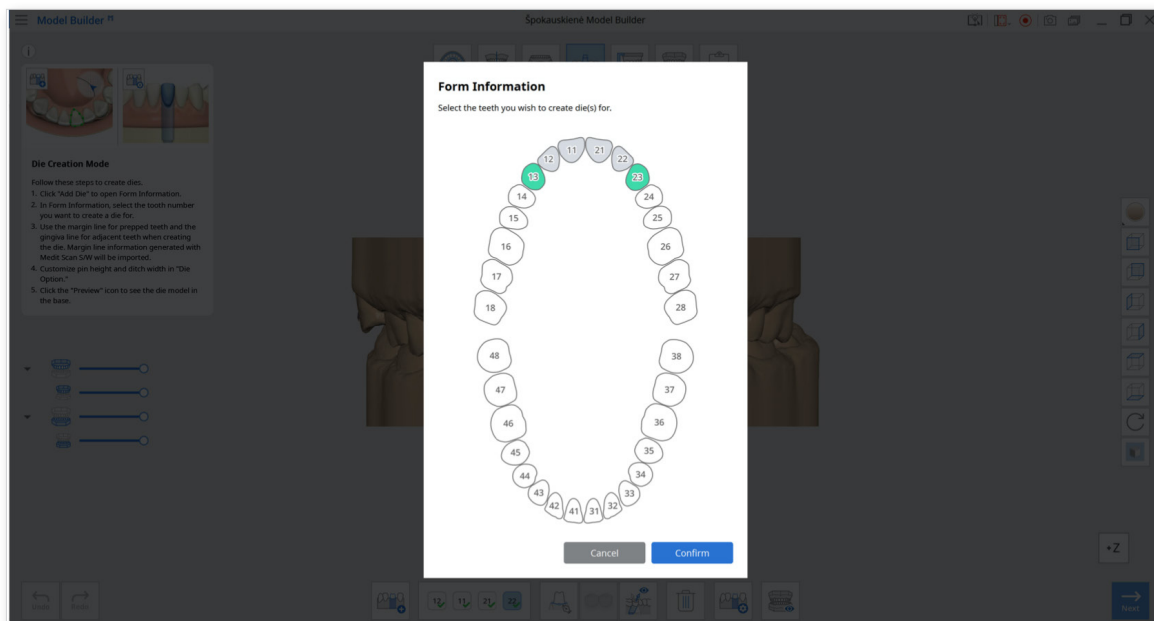 Model Builder
Špokauskienė Model Builder
Form Information
Select the teeth you wish to create die(s) for.
11 21
12 22
13 23
14 24
15 25
16 26
17 27
18 28
48 38
47 37
46 36
45 35
44 34
43 33
42 41 31 32
Cancel Confirm
Die Creation Mode
Follow these steps to create dies.
1. Click "Add Die" to open Form Information.
2. In Form Information, select the tooth number
you want to create a die for.
3. Use the margin line for prepped teeth and the
gingiva line for adjacent teeth when creating
the die. Margin line information generated with
Medit Scan S/W will be imported.
4. Customize pin height and ditch width in "Die
Option."
5. Click the "Preview" icon to see the die model in
the base.
+Z
Undo Redo
12 11 21 22
Next